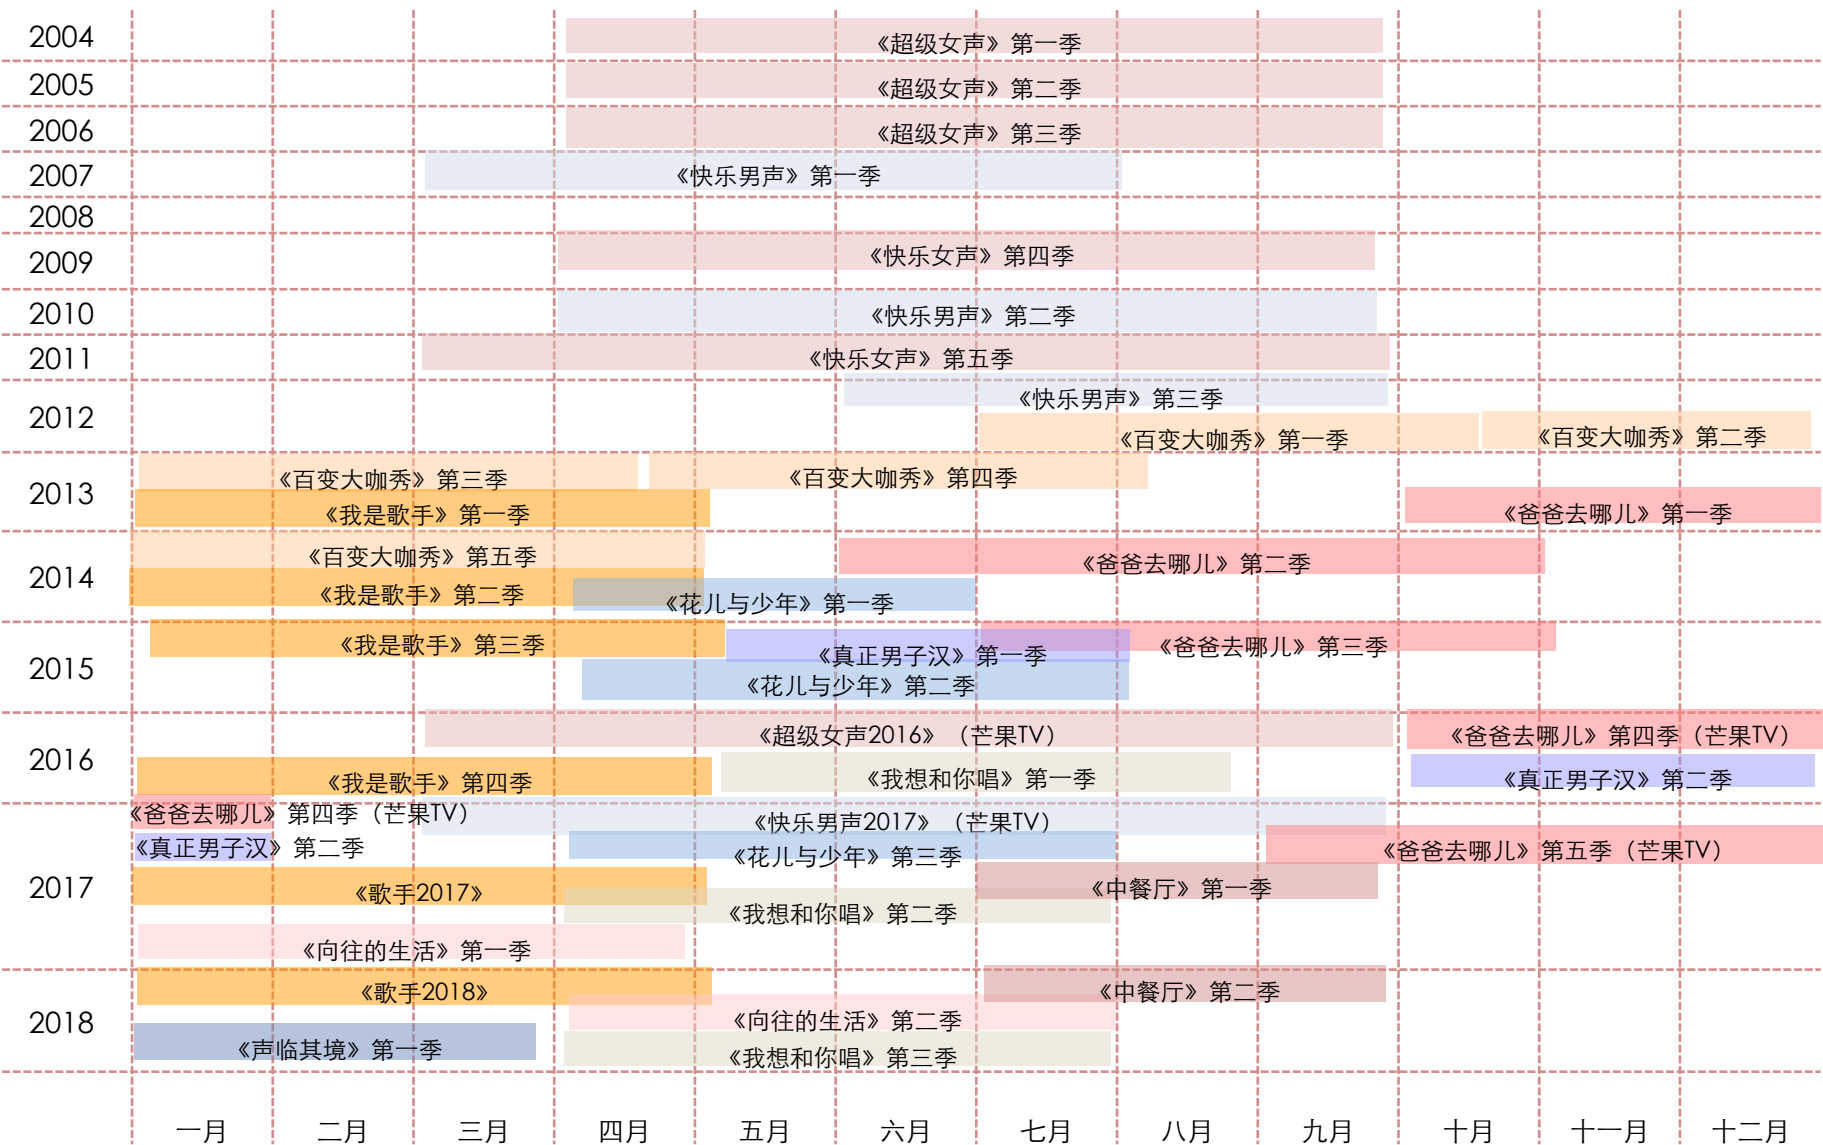 2004
《超级女声》第一季
2005
《超级女声》第二季
2006
《超级女声》第三季
2007
《快乐男声》第一季
2008
2009
《快乐女声》第四季
2010
《快乐男声》第二季
2011
《快乐女声》第五季
2012
《快乐男声》第三季
《百变大咖秀》第一季
《百变大咖秀》第二季
2013
《百变大咖秀》第三季
《百变大咖秀》第四季
《我是歌手》第一季
《爸爸去哪儿》第一季
2014
《百变大咖秀》第五季
《爸爸去哪儿》第二季
《我是歌手》第二季
《花儿与少年》第一季
2015
《我是歌手》第三季
《真正男子汉》第一季
《爸爸去哪儿》第三季
《花儿与少年》第二季
2016
《超级女声2016》（芒果TV）
《爸爸去哪儿》第四季（芒果TV）
《我是歌手》第四季
《我想和你唱》第一季
《真正男子汉》第二季
2017
《爸爸去哪儿》第四季（芒果TV）
《快乐男声2017》（芒果TV）
《真正男子汉》第二季
《花儿与少年》第三季
《爸爸去哪儿》第五季（芒果TV）
《歌手2017》
《中餐厅》第一季
《我想和你唱》第二季
《向往的生活》第一季
2018
《歌手2018》
《中餐厅》第二季
《向往的生活》第二季
《声临其境》第一季
《我想和你唱》第三季
一月
二月
三月
四月
五月
六月
七月
八月
九月
十月
十一月
十二月